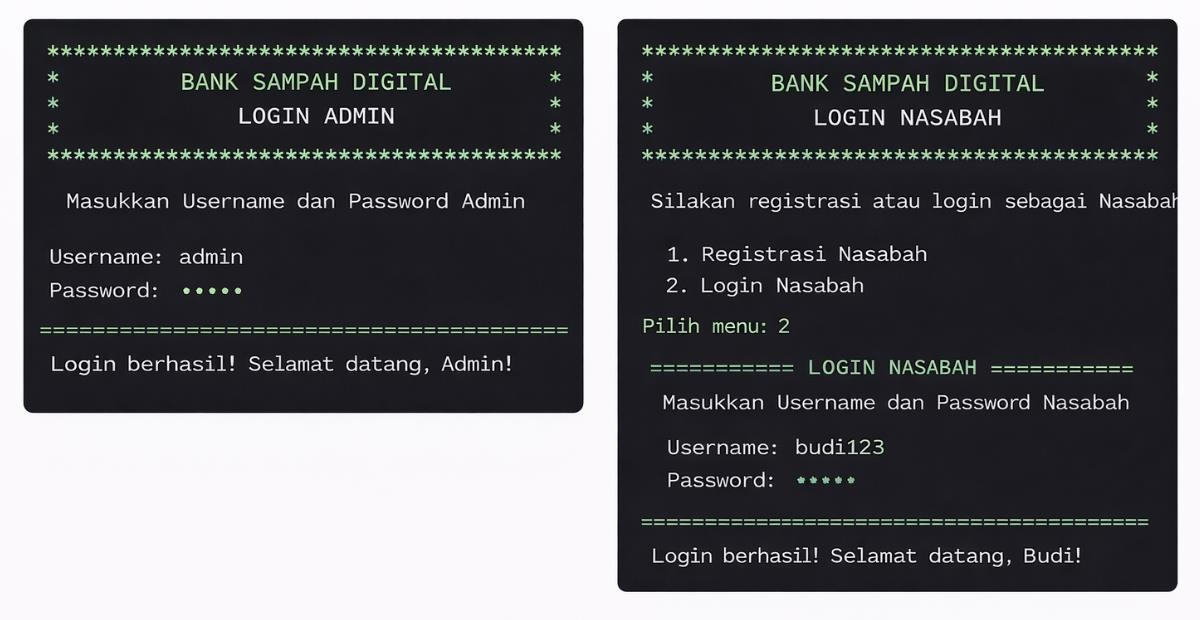 ****************************************
* BANK SAMPAH DIGITAL *
* LOGIN ADMIN *
* *
****************************************
Masukkan Username dan Password Admin
Username: admin
Password: •••••
========================================
Login berhasil! Selamat datang, Admin!
****************************************
* BANK SAMPAH DIGITAL *
* LOGIN NASABAH *
* *
****************************************
Silakan registrasi atau login sebagai Nasabah
1. Registrasi Nasabah
2. Login Nasabah
Pilih menu: 2
=========== LOGIN NASABAH ===========
Masukkan Username dan Password Nasabah
Username: budi123
Password: *****
========================================
Login berhasil! Selamat datang, Budi!